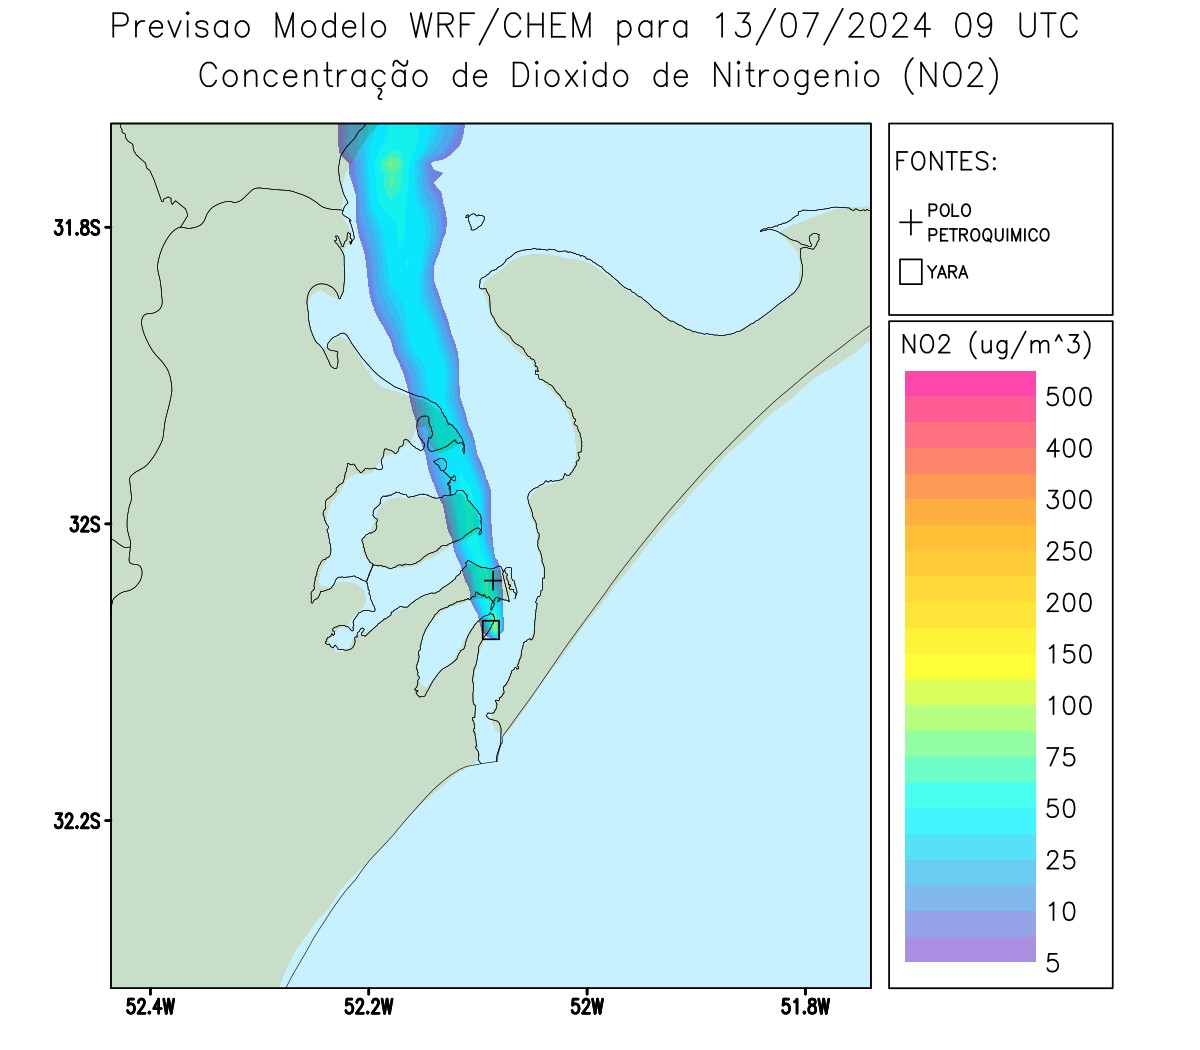 Previsao Modelo WRF/CHEM para 13/07/2024 09 UTC
Concentração de Dioxido de Nitrogenio (NO2)
FONTES:
POLO
PETROQUIMICO
YARA
NO2 (ug/m^3)
500
400
300
250
200
150
100
75
50
25
10
5
31.8S
32S
32.2S
52.4W
52.2W
52W
51.8W